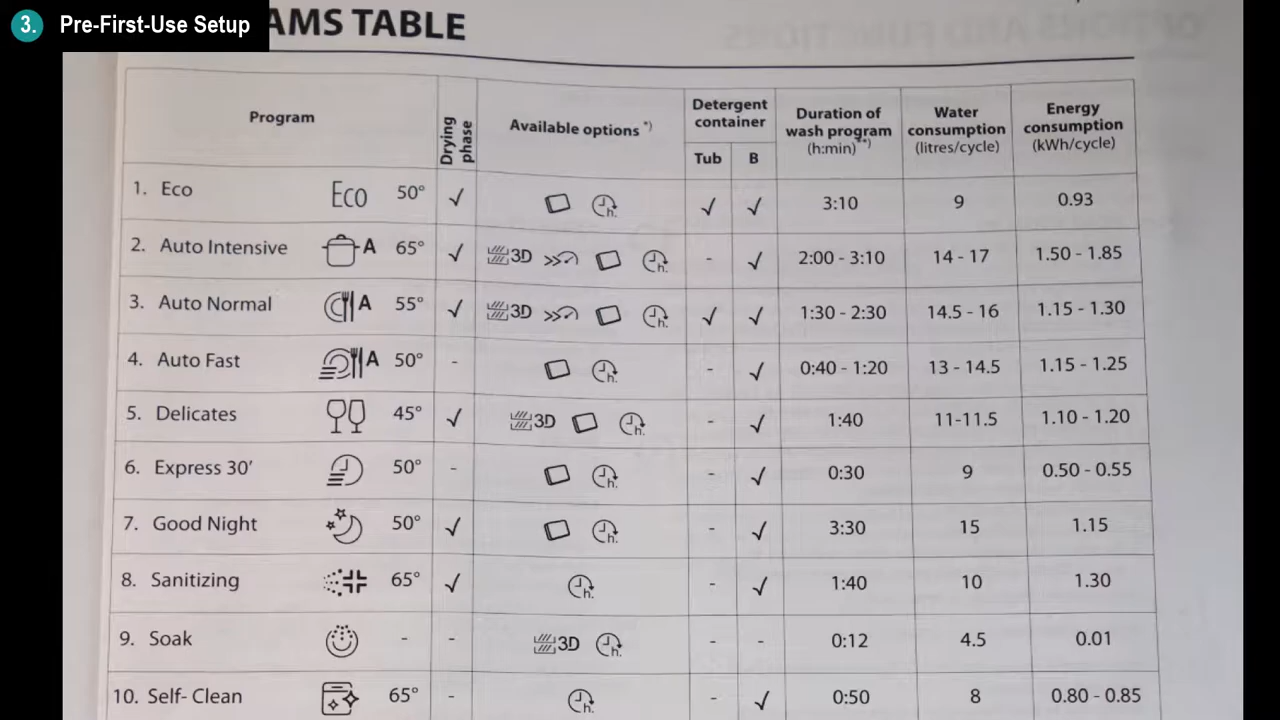 3. Pre-First-Use Setup
AMS TABLE
Program
Drying phase
Available options *)
Detergent container
Tub B
Duration of wash program (h:min) **)
Water consumption (litres/cycle)
Energy consumption (kWh/cycle)
1. Eco Eco 50° ✓ h. ✓ ✓ 3:10 9 0.93
2. Auto Intensive A 65° ✓ 3D h. - ✓ 2:00 - 3:10 14 - 17 1.50 - 1.85
3. Auto Normal A 55° ✓ 3D h. ✓ ✓ 1:30 - 2:30 14.5 - 16 1.15 - 1.30
4. Auto Fast A 50° - h. - ✓ 0:40 - 1:20 13 - 14.5 1.15 - 1.25
5. Delicates 45° ✓ 3D h. - ✓ 1:40 11-11.5 1.10 - 1.20
6. Express 30’ 50° - h. - ✓ 0:30 9 0.50 - 0.55
7. Good Night 50° ✓ h. - ✓ 3:30 15 1.15
8. Sanitizing 65° ✓ h. - ✓ 1:40 10 1.30
9. Soak - - 3D h. - - 0:12 4.5 0.01
10. Self- Clean 65° - h. - ✓ 0:50 8 0.80 - 0.85